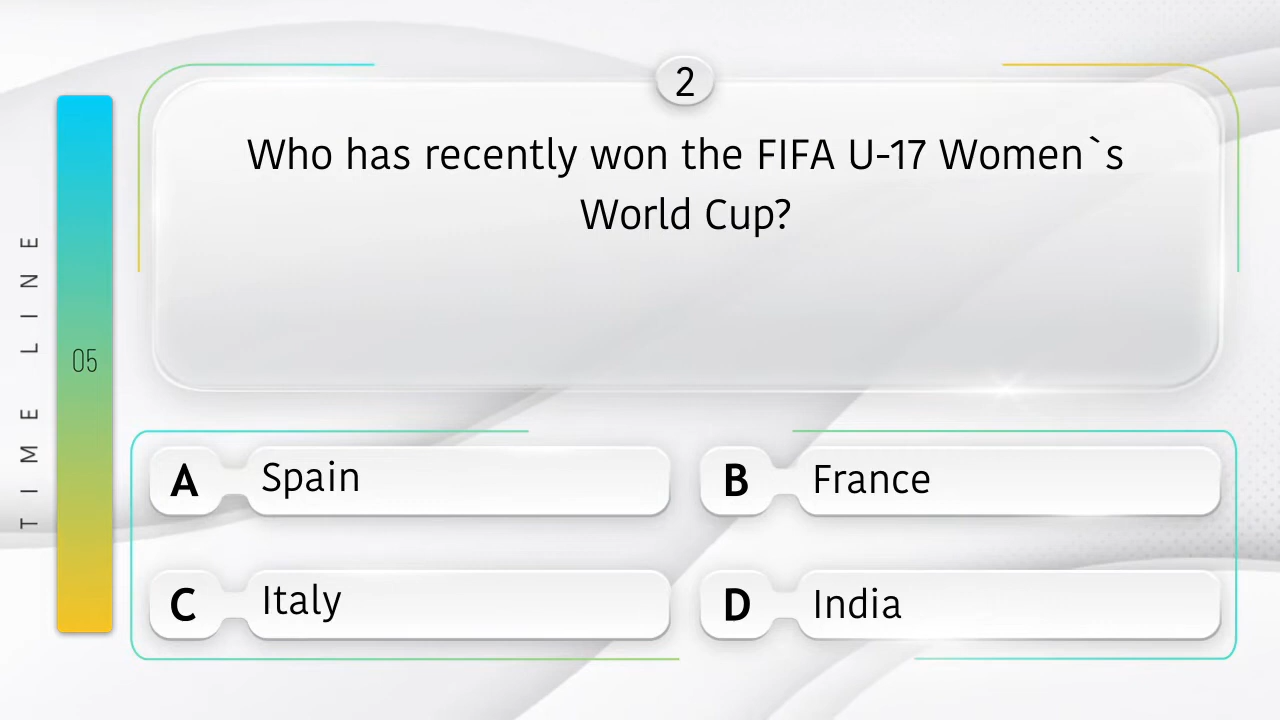 2
Who has recently won the FIFA U-17 Women`s
World Cup?
TIME LINE
05
A Spain
B France
C Italy
D India